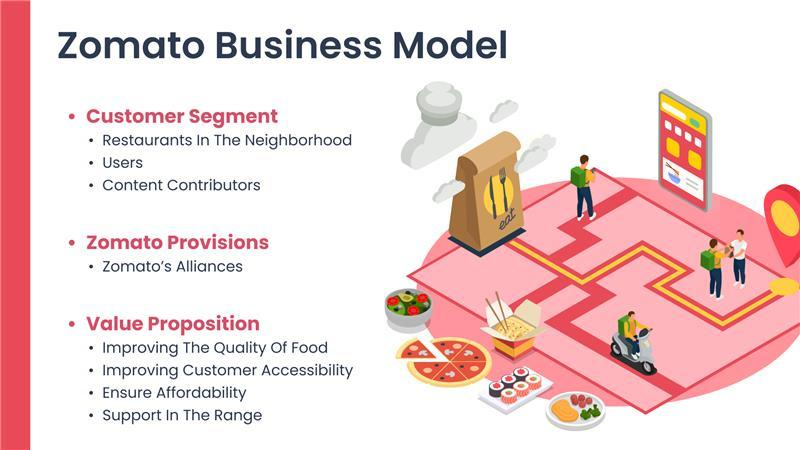 Zomato Business Model
• Customer Segment
• Restaurants In The Neighborhood
• Users
• Content Contributors
• Zomato Provisions
• Zomato’s Alliances
• Value Proposition
• Improving The Quality Of Food
• Improving Customer Accessibility
• Ensure Affordability
• Support In The Range
eat